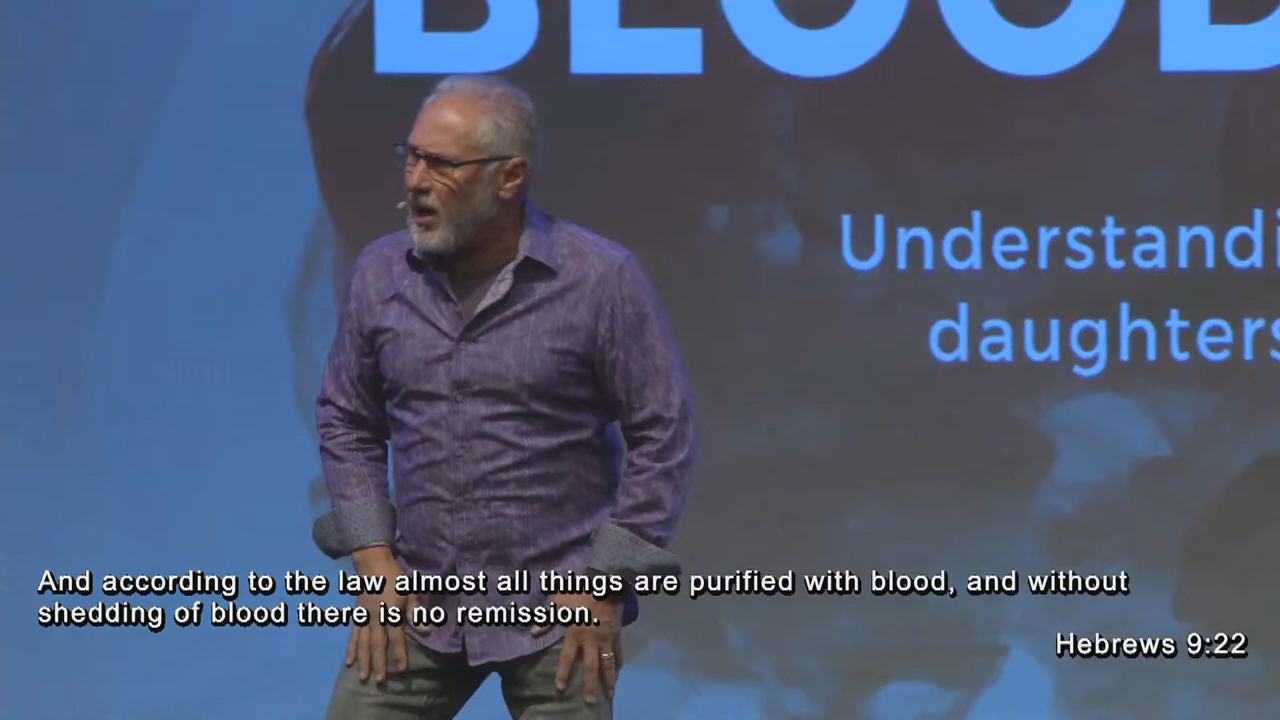 BLOOD
Understandi
daughters
And according to the law almost all things are purified with blood, and without
shedding of blood there is no remission.
Hebrews 9:22